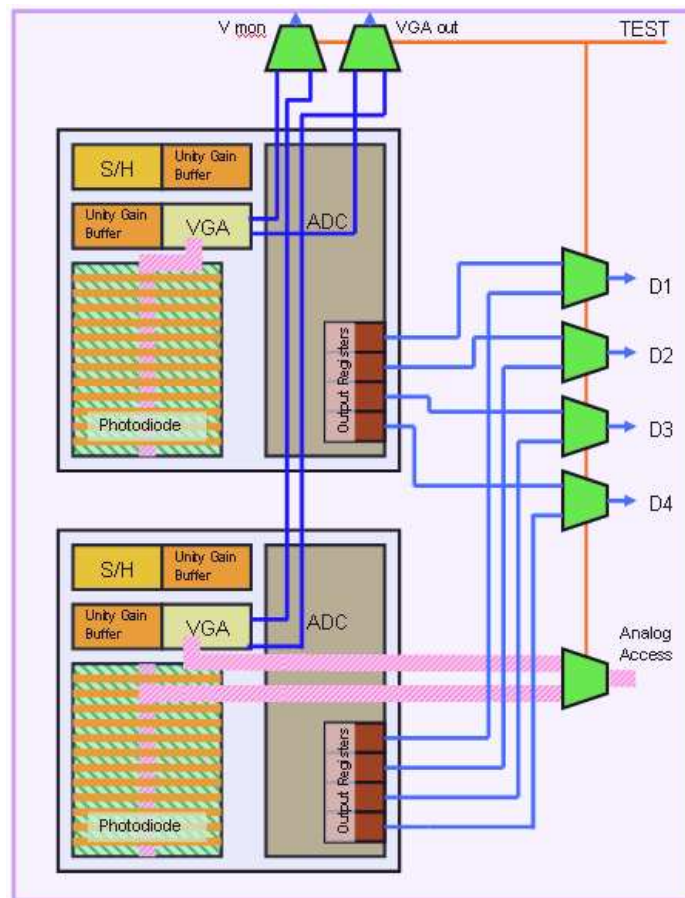 V mon
VGA out
TEST
S/H
Unity Gain
Buffer
Unity Gain
Buffer
VGA
ADC
Output Registers
Photodiode
D1
D2
D3
D4
S/H
Unity Gain
Buffer
Unity Gain
Buffer
VGA
ADC
Output Registers
Photodiode
Analog
Access